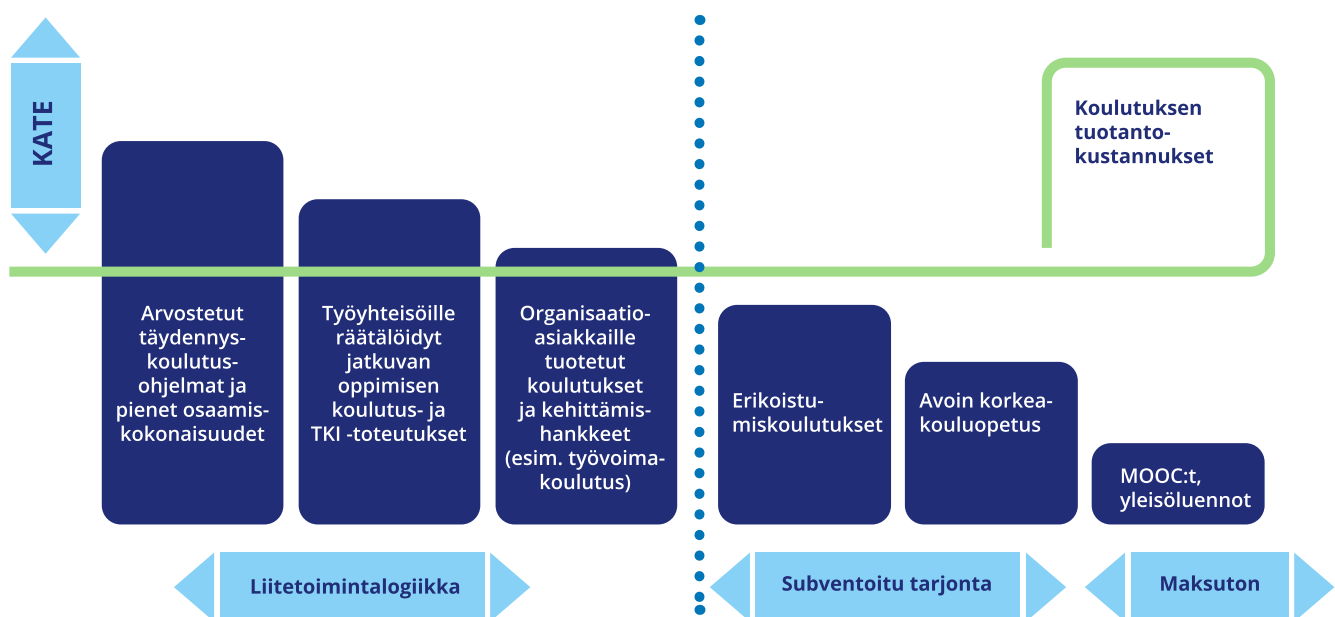 KATE
Koulutuksen
tuotanto-
kustannukset
Arvostetut
täydennys-
koulutus-
ohjelmat ja
pienet osaamis-
kokonaisuudet
Työyhteisöille
räätälöidyt
jatkuvan
oppimisen
koulutus- ja
TKI -toteutukset
Organisaatio-
asiakkaille
tuotetut
koulutukset
ja kehittämis-
hankkeet
(esim. työvoima-
koulutus)
Erikoistu-
miskoulutukset
Avoin korkea-
kouluopetus
MOOC:t,
yleisöluennot
Liitetoimintalogiikka
Subventoitu tarjonta
Maksuton